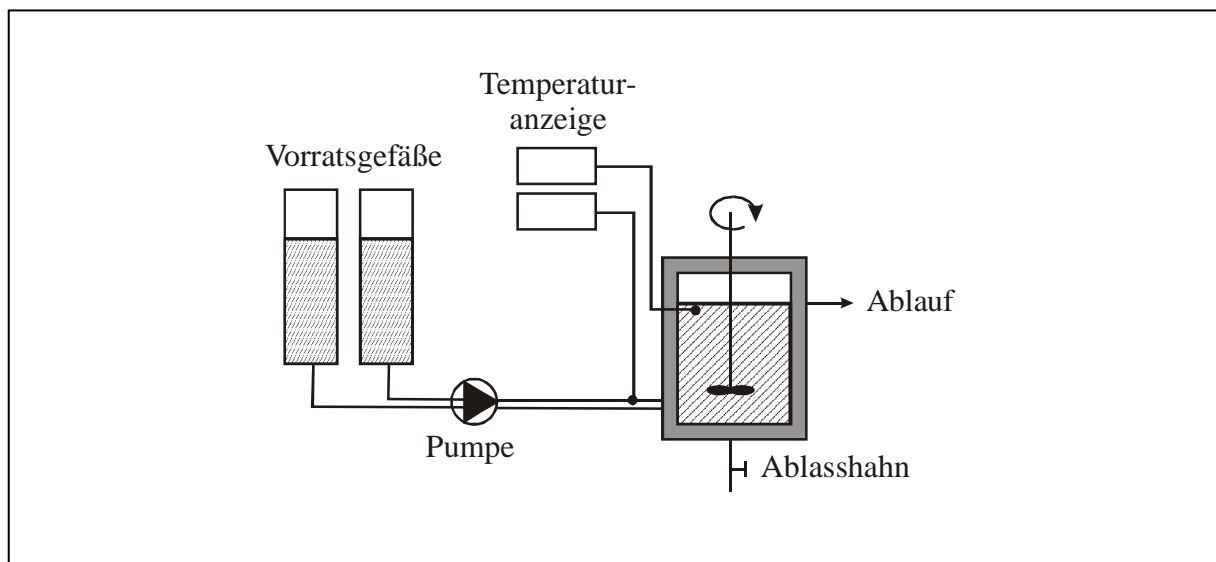 Temperatur-
anzeige
Vorratsgefäße
Ablauf
Pumpe
Ablasshahn